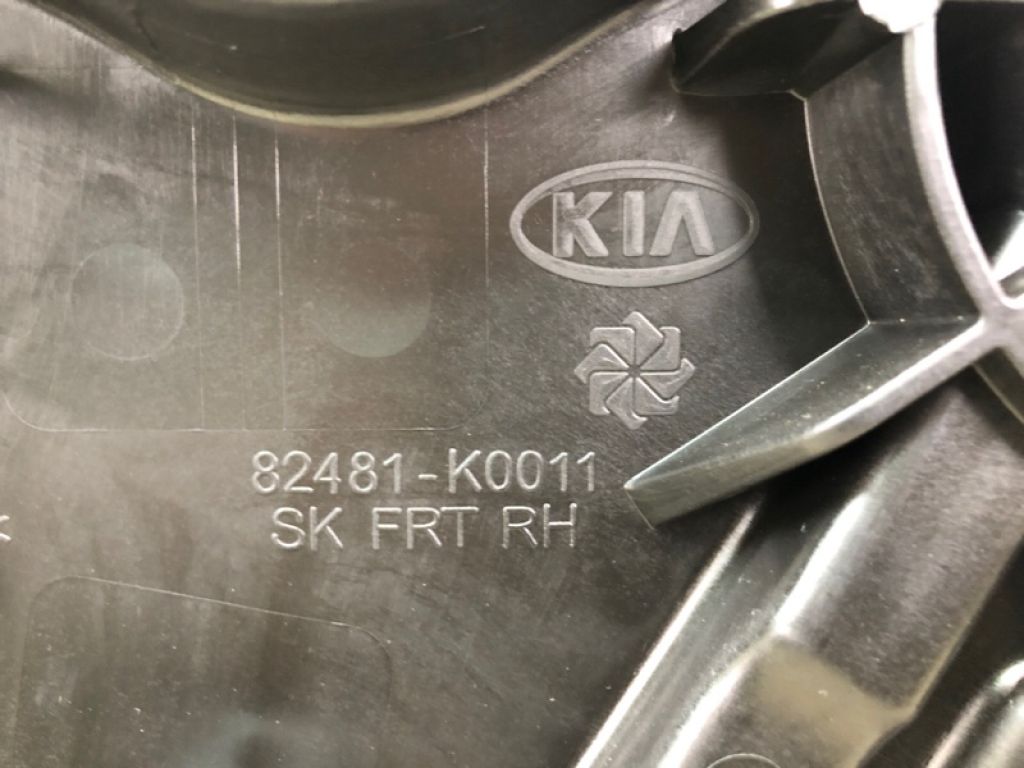 KIA
82481-K0011
SK FRT RH